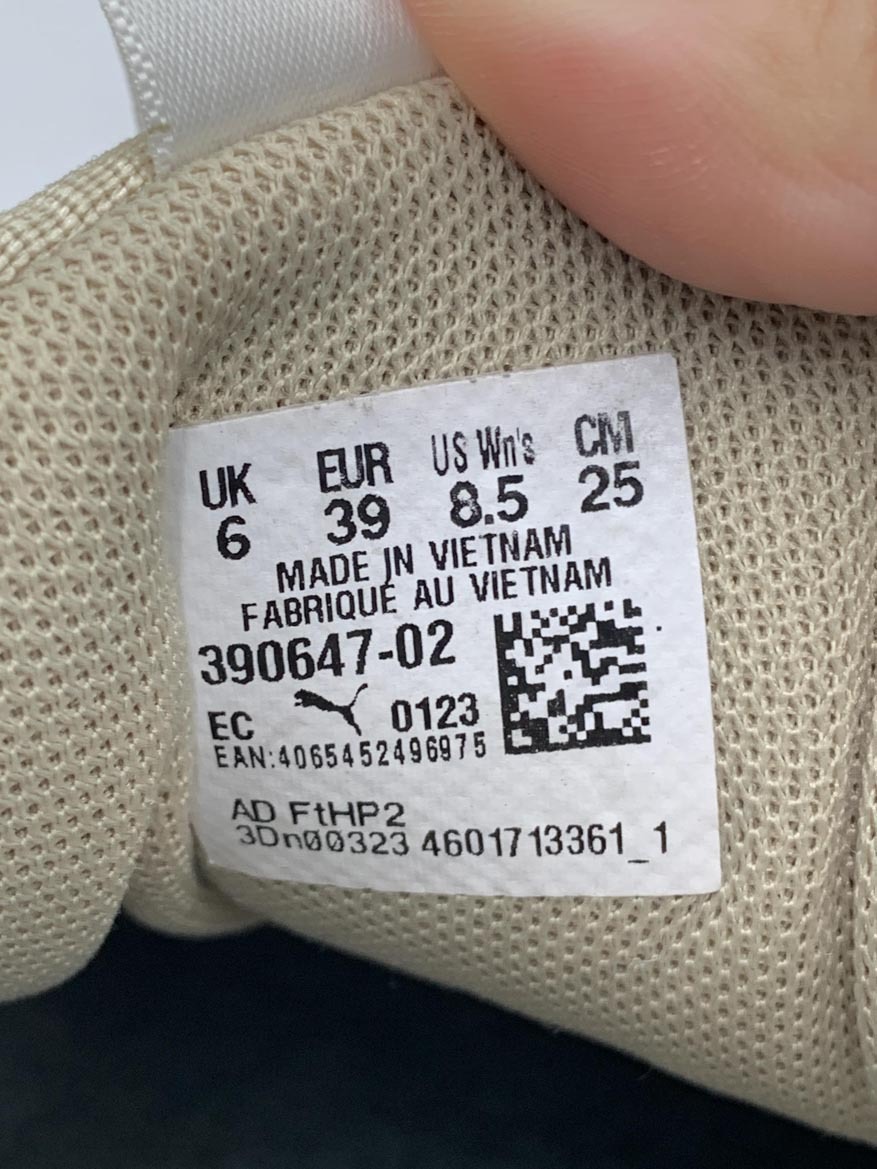 UK EUR US Wn's CM
6 39 8.5 25
MADE IN VIETNAM
FABRIQUÉ AU VIETNAM
390647-02
EC 0123
EAN:4065452496975
AD FtHP2
3Dn00323 4601713361_1